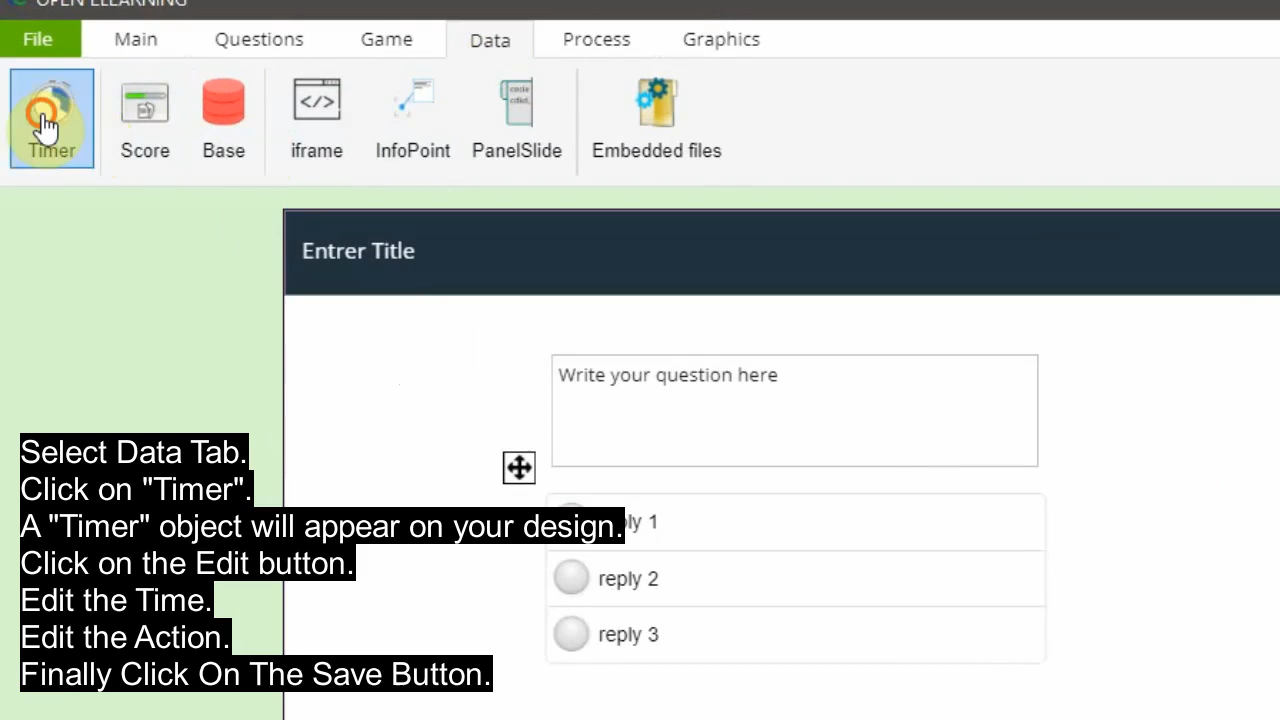 OPEN ELEARNING
File Main Questions Game Data Process Graphics
Timer Score Base iframe InfoPoint PanelSlide Embedded files
Entrer Title
Write your question here
Select Data Tab.
Click on "Timer".
A "Timer" object will appear on your design.
ly 1
Click on the Edit button.
reply 2
Edit the Time.
Edit the Action.
reply 3
Finally Click On The Save Button.